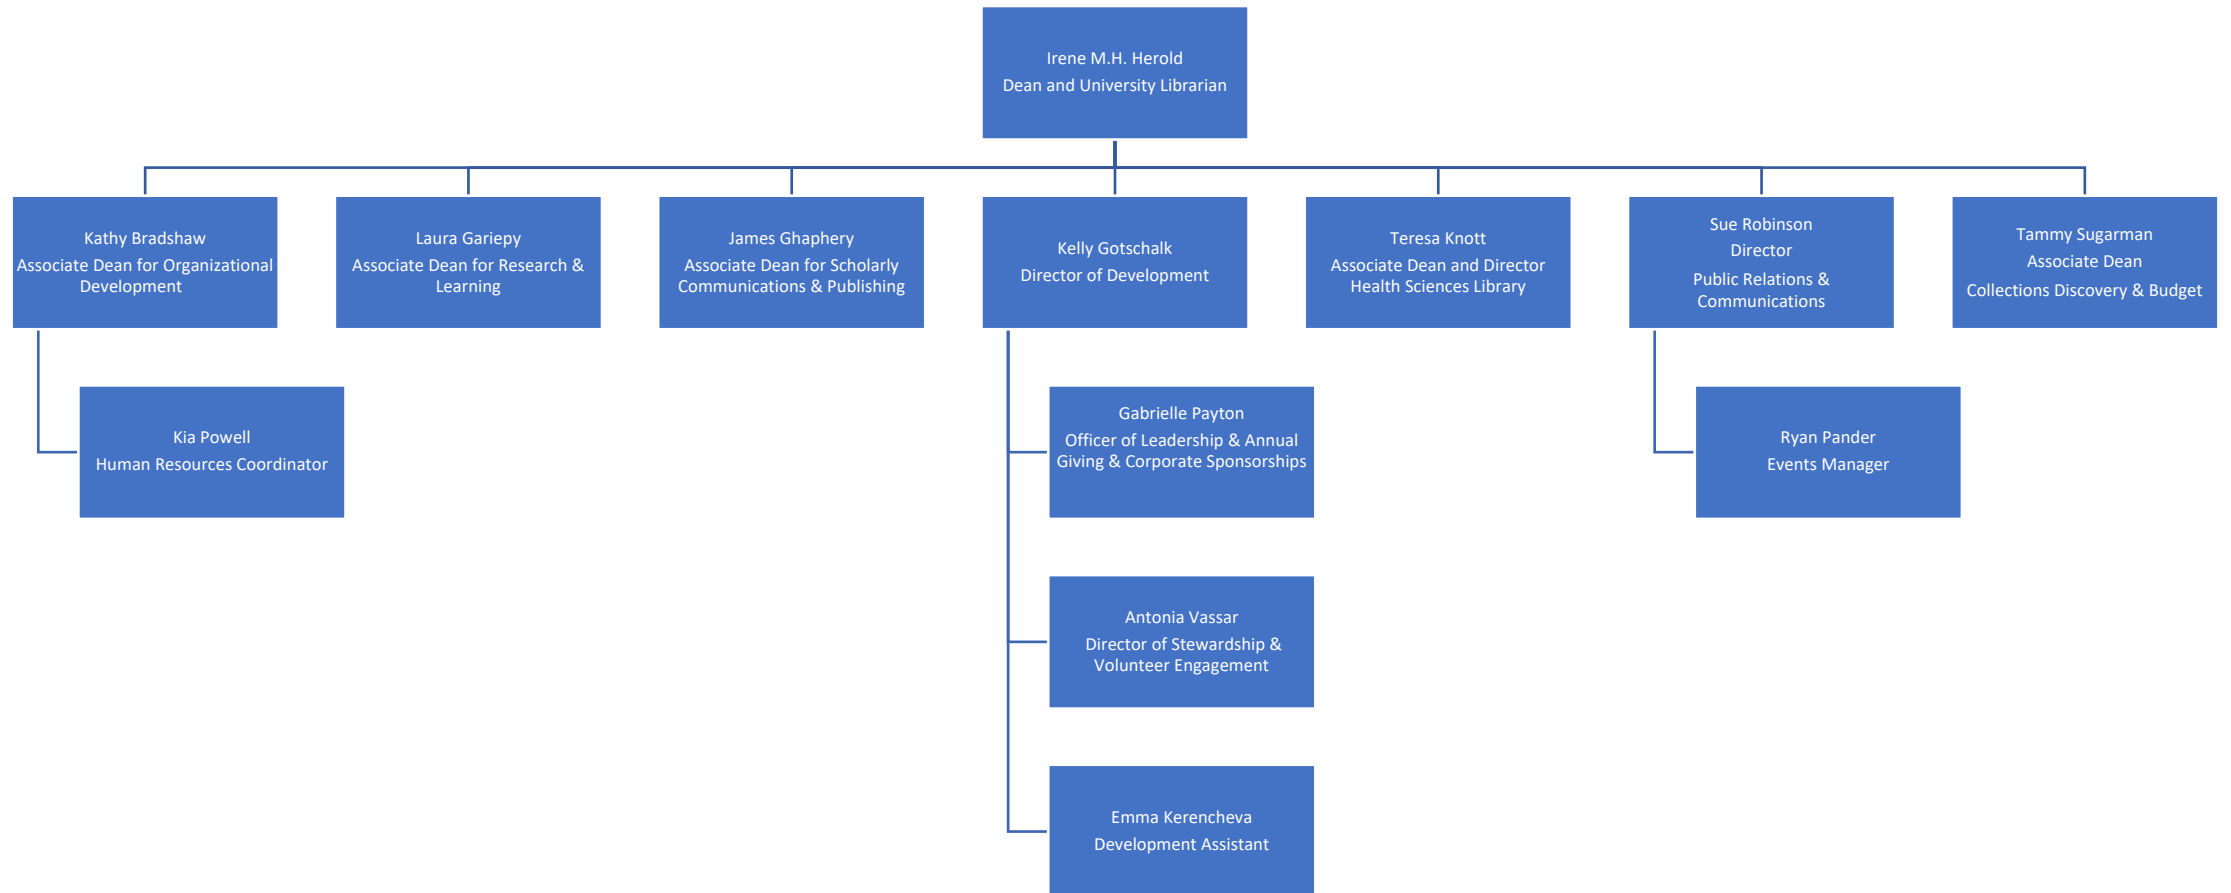 Irene M.H. Herold
Dean and University Librarian
Kathy Bradshaw
Associate Dean for Organizational
Development
Laura Gariepy
Associate Dean for Research &
Learning
James Ghaphery
Associate Dean for Scholarly
Communications & Publishing
Kelly Gotschalk
Director of Development
Teresa Knott
Associate Dean and Director
Health Sciences Library
Sue Robinson
Director
Public Relations &
Communications
Tammy Sugarman
Associate Dean
Collections Discovery & Budget
Kia Powell
Human Resources Coordinator
Gabrielle Payton
Officer of Leadership & Annual
Giving & Corporate Sponsorships
Ryan Pander
Events Manager
Antonia Vassar
Director of Stewardship &
Volunteer Engagement
Emma Kerencheva
Development Assistant